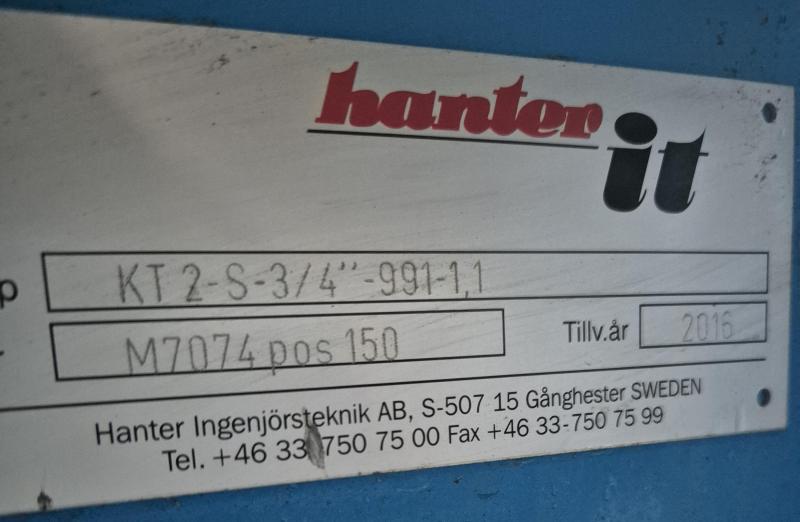 hanter
it
p KT 2-S-3/4"-991-1,1
M7074 pos 150 Tillv.år 2016
Hanter Ingenjörsteknik AB, S-507 15 Gånghester SWEDEN
Tel. +46 33 750 75 00 Fax +46 33-750 75 99